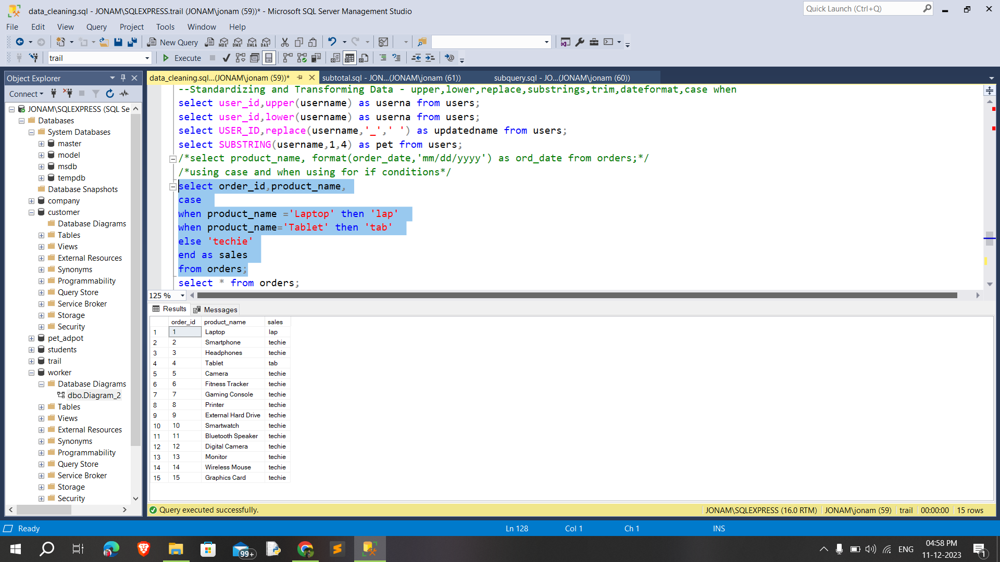 data_cleaning.sql - JONAM\SQLEXPRESS.trail (JONAM\jonam (59))* - Microsoft SQL Server Management Studio
Quick Launch (Ctrl+Q)
File Edit View Query Project Tools Window Help
New Query
MDX DMX XMLA DAX
trail
Execute
Object Explorer
data_cleaning.sql...(JONAM\jonam (59))*
subtotal.sql - JON...(JONAM\jonam (61))
subquery.sql - JO...(JONAM\jonam (60))
Connect
JONAM\SQLEXPRESS (SQL Se
Databases
System Databases
master
model
msdb
tempdb
Database Snapshots
company
customer
Database Diagrams
Tables
Views
External Resources
Synonyms
Programmability
Query Store
Service Broker
Storage
Security
pet_adpot
students
trail
worker
Database Diagrams
dbo.Diagram_2
Tables
Views
External Resources
Synonyms
Programmability
Query Store
Service Broker
Storage
Security
--Standardizing and Transforming Data - upper,lower,replace,substrings,trim,dateformat,case when
select user_id,upper(username) as userna from users;
select user_id,lower(username) as userna from users;
select USER_ID,replace(username,'_',' ') as updatedname from users;
select SUBSTRING(username,1,4) as pet from users;
/*select product_name, format(order_date,'mm/dd/yyyy') as ord_date from orders;*/
/*using case and when using for if conditions*/
select order_id,product_name,
case
when product_name ='Laptop' then 'lap'
when product_name='Tablet' then 'tab'
else 'techie'
end as sales
from orders;
select * from orders;
125 %
Results Messages
order_id product_name sales
1 1 Laptop lap
2 2 Smartphone techie
3 3 Headphones techie
4 4 Tablet tab
5 5 Camera techie
6 6 Fitness Tracker techie
7 7 Gaming Console techie
8 8 Printer techie
9 9 External Hard Drive techie
10 10 Smartwatch techie
11 11 Bluetooth Speaker techie
12 12 Digital Camera techie
13 13 Monitor techie
14 14 Wireless Mouse techie
15 15 Graphics Card techie
Query executed successfully.
JONAM\SQLEXPRESS (16.0 RTM) JONAM\jonam (59) trail 00:00:00 15 rows
Ready
Ln 128 Col 1 Ch 1 INS
99+
ENG
04:58 PM
11-12-2023
1